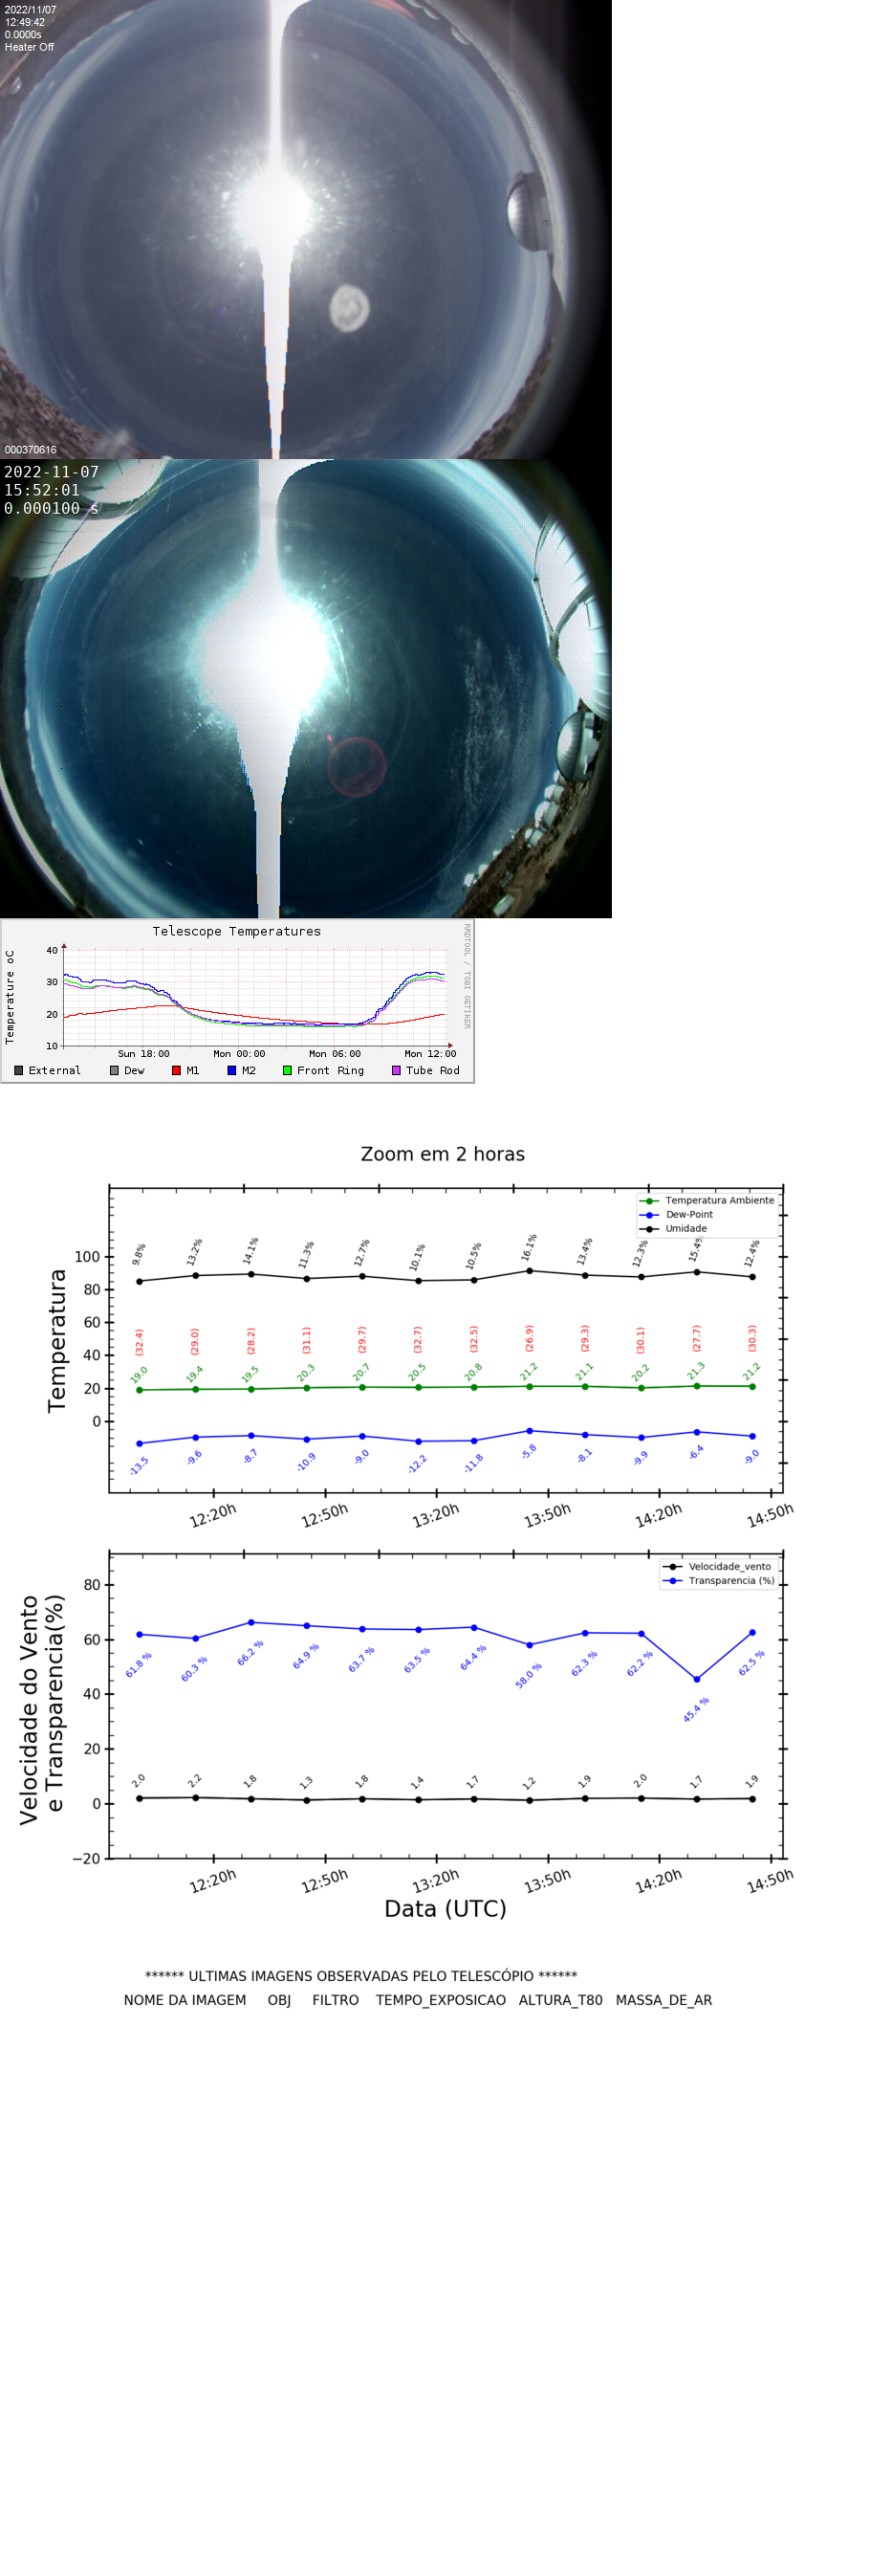 2022/11/07
12:49:42
0.0000s
Heater Off
000370616
2022-11-07
15:52:01
0.000100 s
Telescope Temperatures
RRDTOOL / TOBI OETIKER
Temperature oC
40
30
20
10
Sun 18:00 Mon 00:00 Mon 06:00 Mon 12:00
External Dew M1 M2 Front Ring Tube Rod
Zoom em 2 horas
Temperatura Ambiente
Dew-Point
Umidade
Temperatura
100
80
60
40
20
0
9.8% 13.2% 14.1% 11.3% 12.7% 10.1% 10.5% 16.1% 13.4% 12.3% 15.4% 12.4%
(32.4) (29.0) (28.2) (31.1) (29.7) (32.7) (32.5) (26.9) (29.3) (30.1) (27.7) (30.3)
19.0 19.4 19.5 20.3 20.7 20.5 20.8 21.2 21.1 20.2 21.3 21.2
-13.5 -9.6 -8.7 -10.9 -9.0 -12.2 -11.8 -5.8 -8.1 -9.9 -6.4 -9.0
12:20h 12:50h 13:20h 13:50h 14:20h 14:50h
Velocidade_vento
Transparencia (%)
Velocidade do Vento
e Transparencia(%)
80
60
40
20
0
−20
61.8 % 60.3 % 66.2 % 64.9 % 63.7 % 63.5 % 64.4 % 58.0 % 62.3 % 62.2 % 45.4 % 62.5 %
2.0 2.2 1.8 1.3 1.8 1.4 1.7 1.2 1.9 2.0 1.7 1.9
12:20h 12:50h 13:20h 13:50h 14:20h 14:50h
Data (UTC)
****** ULTIMAS IMAGENS OBSERVADAS PELO TELESCÓPIO ******
NOME DA IMAGEM OBJ FILTRO TEMPO_EXPOSICAO ALTURA_T80 MASSA_DE_AR